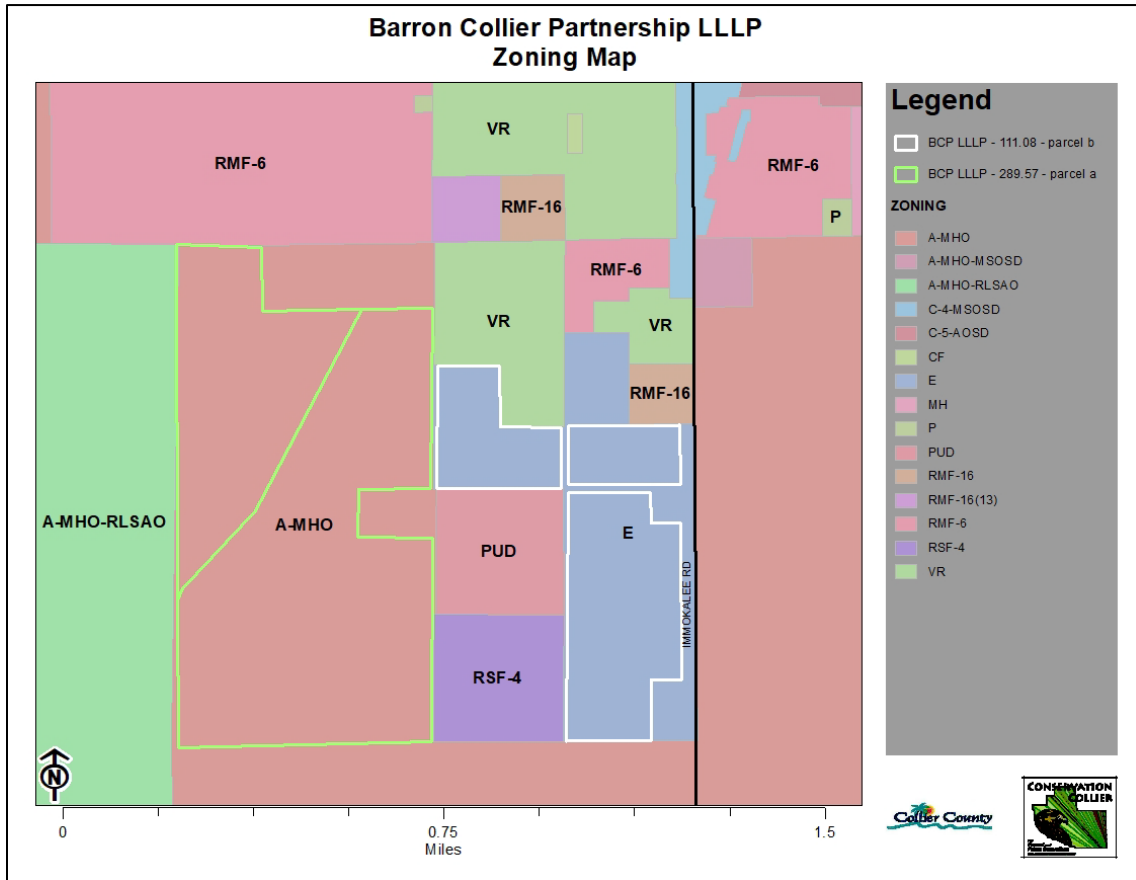 Barron Collier Partnership LLLP
Zoning Map
VR
RMF-6
RMF-6
RMF-16
P
RMF-6
VR
VR
RMF-16
A-MHO-RLSAO
A-MHO
E
PUD
IMMOKALEE RD
RSF-4
N
0
0.75
1.5
Miles
Legend
BCP LLLP - 111.08 - parcel b
BCP LLLP - 289.57 - parcel a
ZONING
A-MHO
A-MHO-MSOSD
A-MHO-RLSAO
C-4-MSOSD
C-5-AOSD
CF
E
MH
P
PUD
RMF-16
RMF-16(13)
RMF-6
RSF-4
VR
Collier County
CONSERVATION
COLLIER